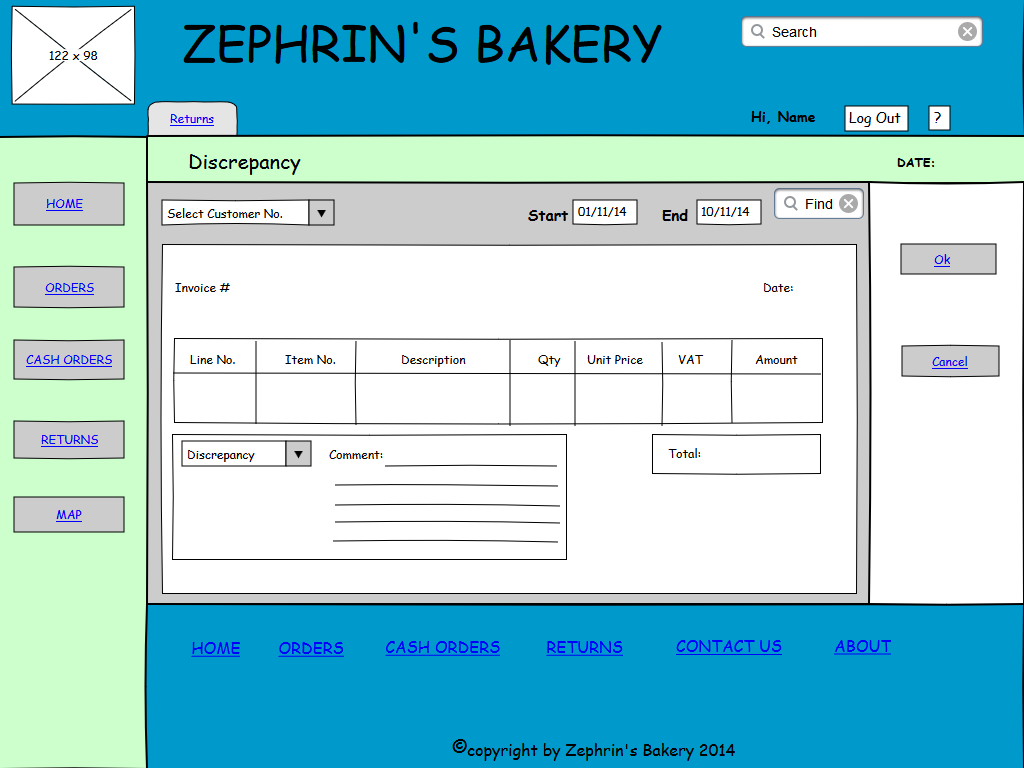 122 x 98
ZEPHRIN'S BAKERY
Search
Returns
Hi, Name
Log Out
?
Discrepancy
DATE:
HOME
ORDERS
CASH ORDERS
RETURNS
MAP
Select Customer No.
Start 01/11/14
End 10/11/14
Find
Invoice #
Date:
Line No. Item No. Description Qty Unit Price VAT Amount
Discrepancy
Comment:
Total:
Ok
Cancel
HOME ORDERS CASH ORDERS RETURNS CONTACT US ABOUT
©copyright by Zephrin's Bakery 2014